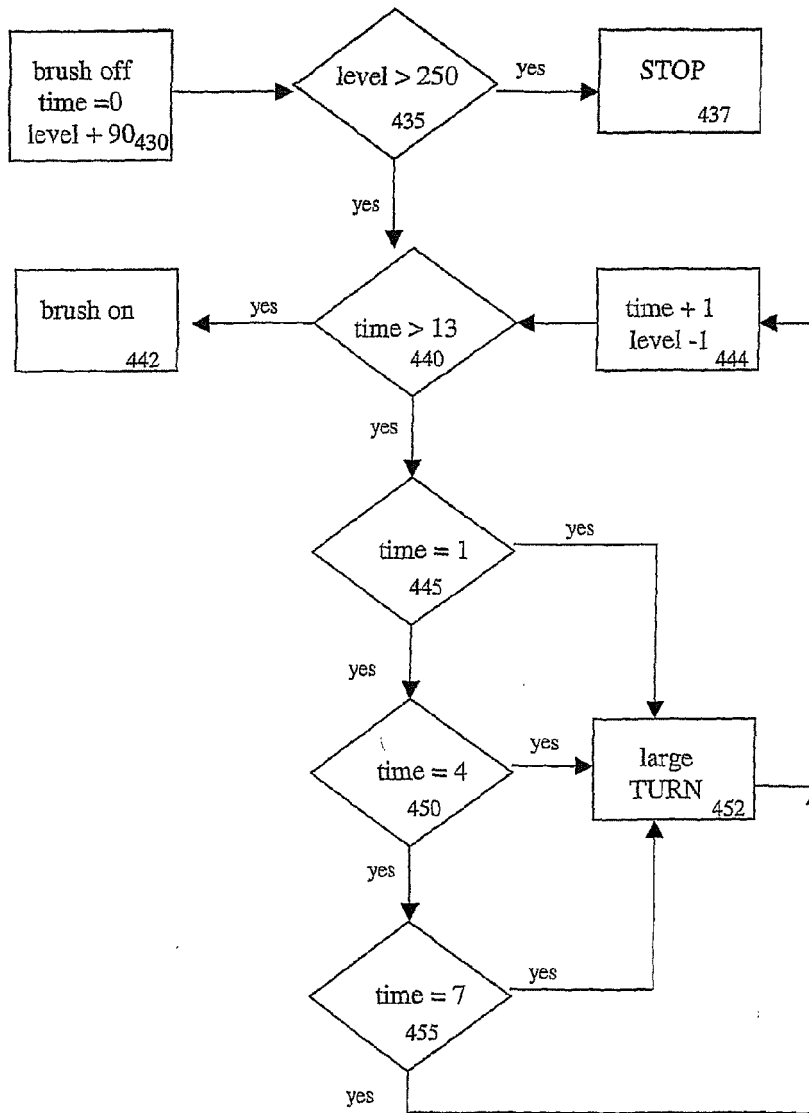 brush off
time =0
level + 90
430
level > 250
435
yes
STOP
437
yes
brush on
442
yes
time > 13
440
time + 1
level -1
444
yes
time = 1
445
yes
yes
time = 4
450
yes
large
TURN
452
yes
time = 7
455
yes
yes